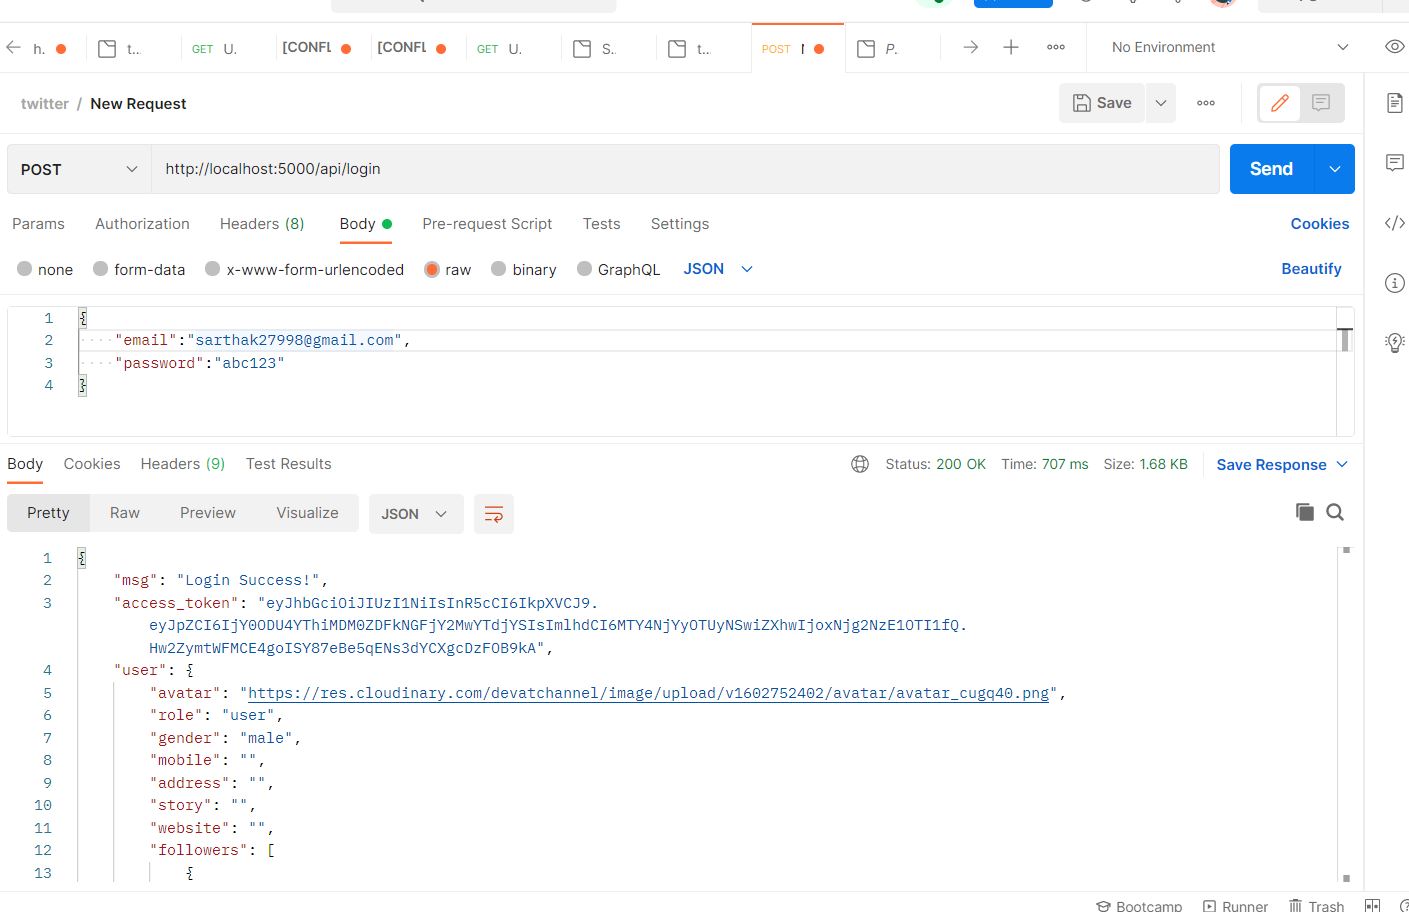 h.
t..
GET U.
[CONFL
[CONFL
GET U.
S..
t..
POST
P.
No Environment
twitter / New Request
Save
POST
http://localhost:5000/api/login
Send
Params Authorization Headers (8) Body Pre-request Script Tests Settings
Cookies
none form-data x-www-form-urlencoded raw binary GraphQL JSON
Beautify
1 {
2 "email":"sarthak27998@gmail.com",
3 "password":"abc123"
4 }
Body Cookies Headers (9) Test Results
Status: 200 OK Time: 707 ms Size: 1.68 KB Save Response
Pretty Raw Preview Visualize JSON
1 {
2 "msg": "Login Success!",
3 "access_token": "eyJhbGciOiJIUzI1NiIsInR5cCI6IkpXVCJ9.
eyJpZCI6IjY0ODU4YThiMDM0ZDFkNGFjY2MwYTdjYSIsImlhdCI6MTY4NjYyOTUyNSwiZXhwIjoxNjg2NzE1OTI1fQ.
Hw2ZymtWFMCE4goISY87eBe5qENs3dYCXgcDzFOB9kA",
4 "user": {
5 "avatar": "https://res.cloudinary.com/devatchannel/image/upload/v1602752402/avatar/avatar_cugq40.png",
6 "role": "user",
7 "gender": "male",
8 "mobile": "",
9 "address": "",
10 "story": "",
11 "website": "",
12 "followers": [
13 {
Bootcamp Runner Trash